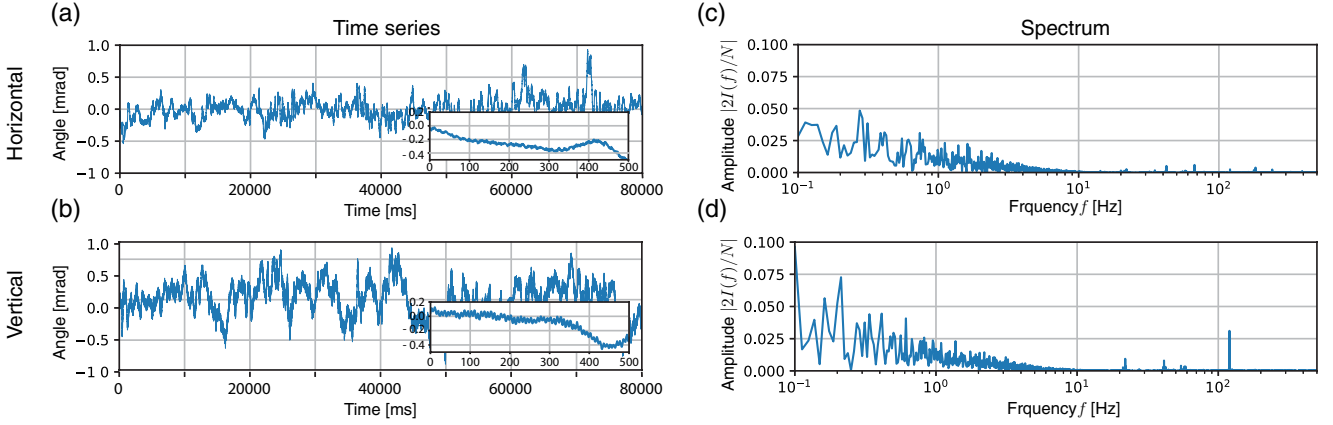 (a)
Time series
Horizontal
Angle [mrad]
1.0
0.5
0.0
−0.5
−1 0
0.2
-0.0
-0.2
-0.4
0 100 200 300 400 500
0 20000 40000 60000 80000
Time [ms]
(b)
Vertical
Angle [mrad]
1.0
0.5
0.0
−0.5
−1 0
0.2
0.0
-0.2
-0.4
0 100 200 300 400 500
0 20000 40000 60000 80000
Time [ms]
(c)
Spectrum
Amplitude |2I(f)/N|
0.100
0.075
0.050
0.025
0.000
10⁻¹ 10⁰ 10¹ 10²
Frquency f [Hz]
(d)
Amplitude |2I(f)/N|
0.100
0.075
0.050
0.025
0.000
10⁻¹ 10⁰ 10¹ 10²
Frquency f [Hz]